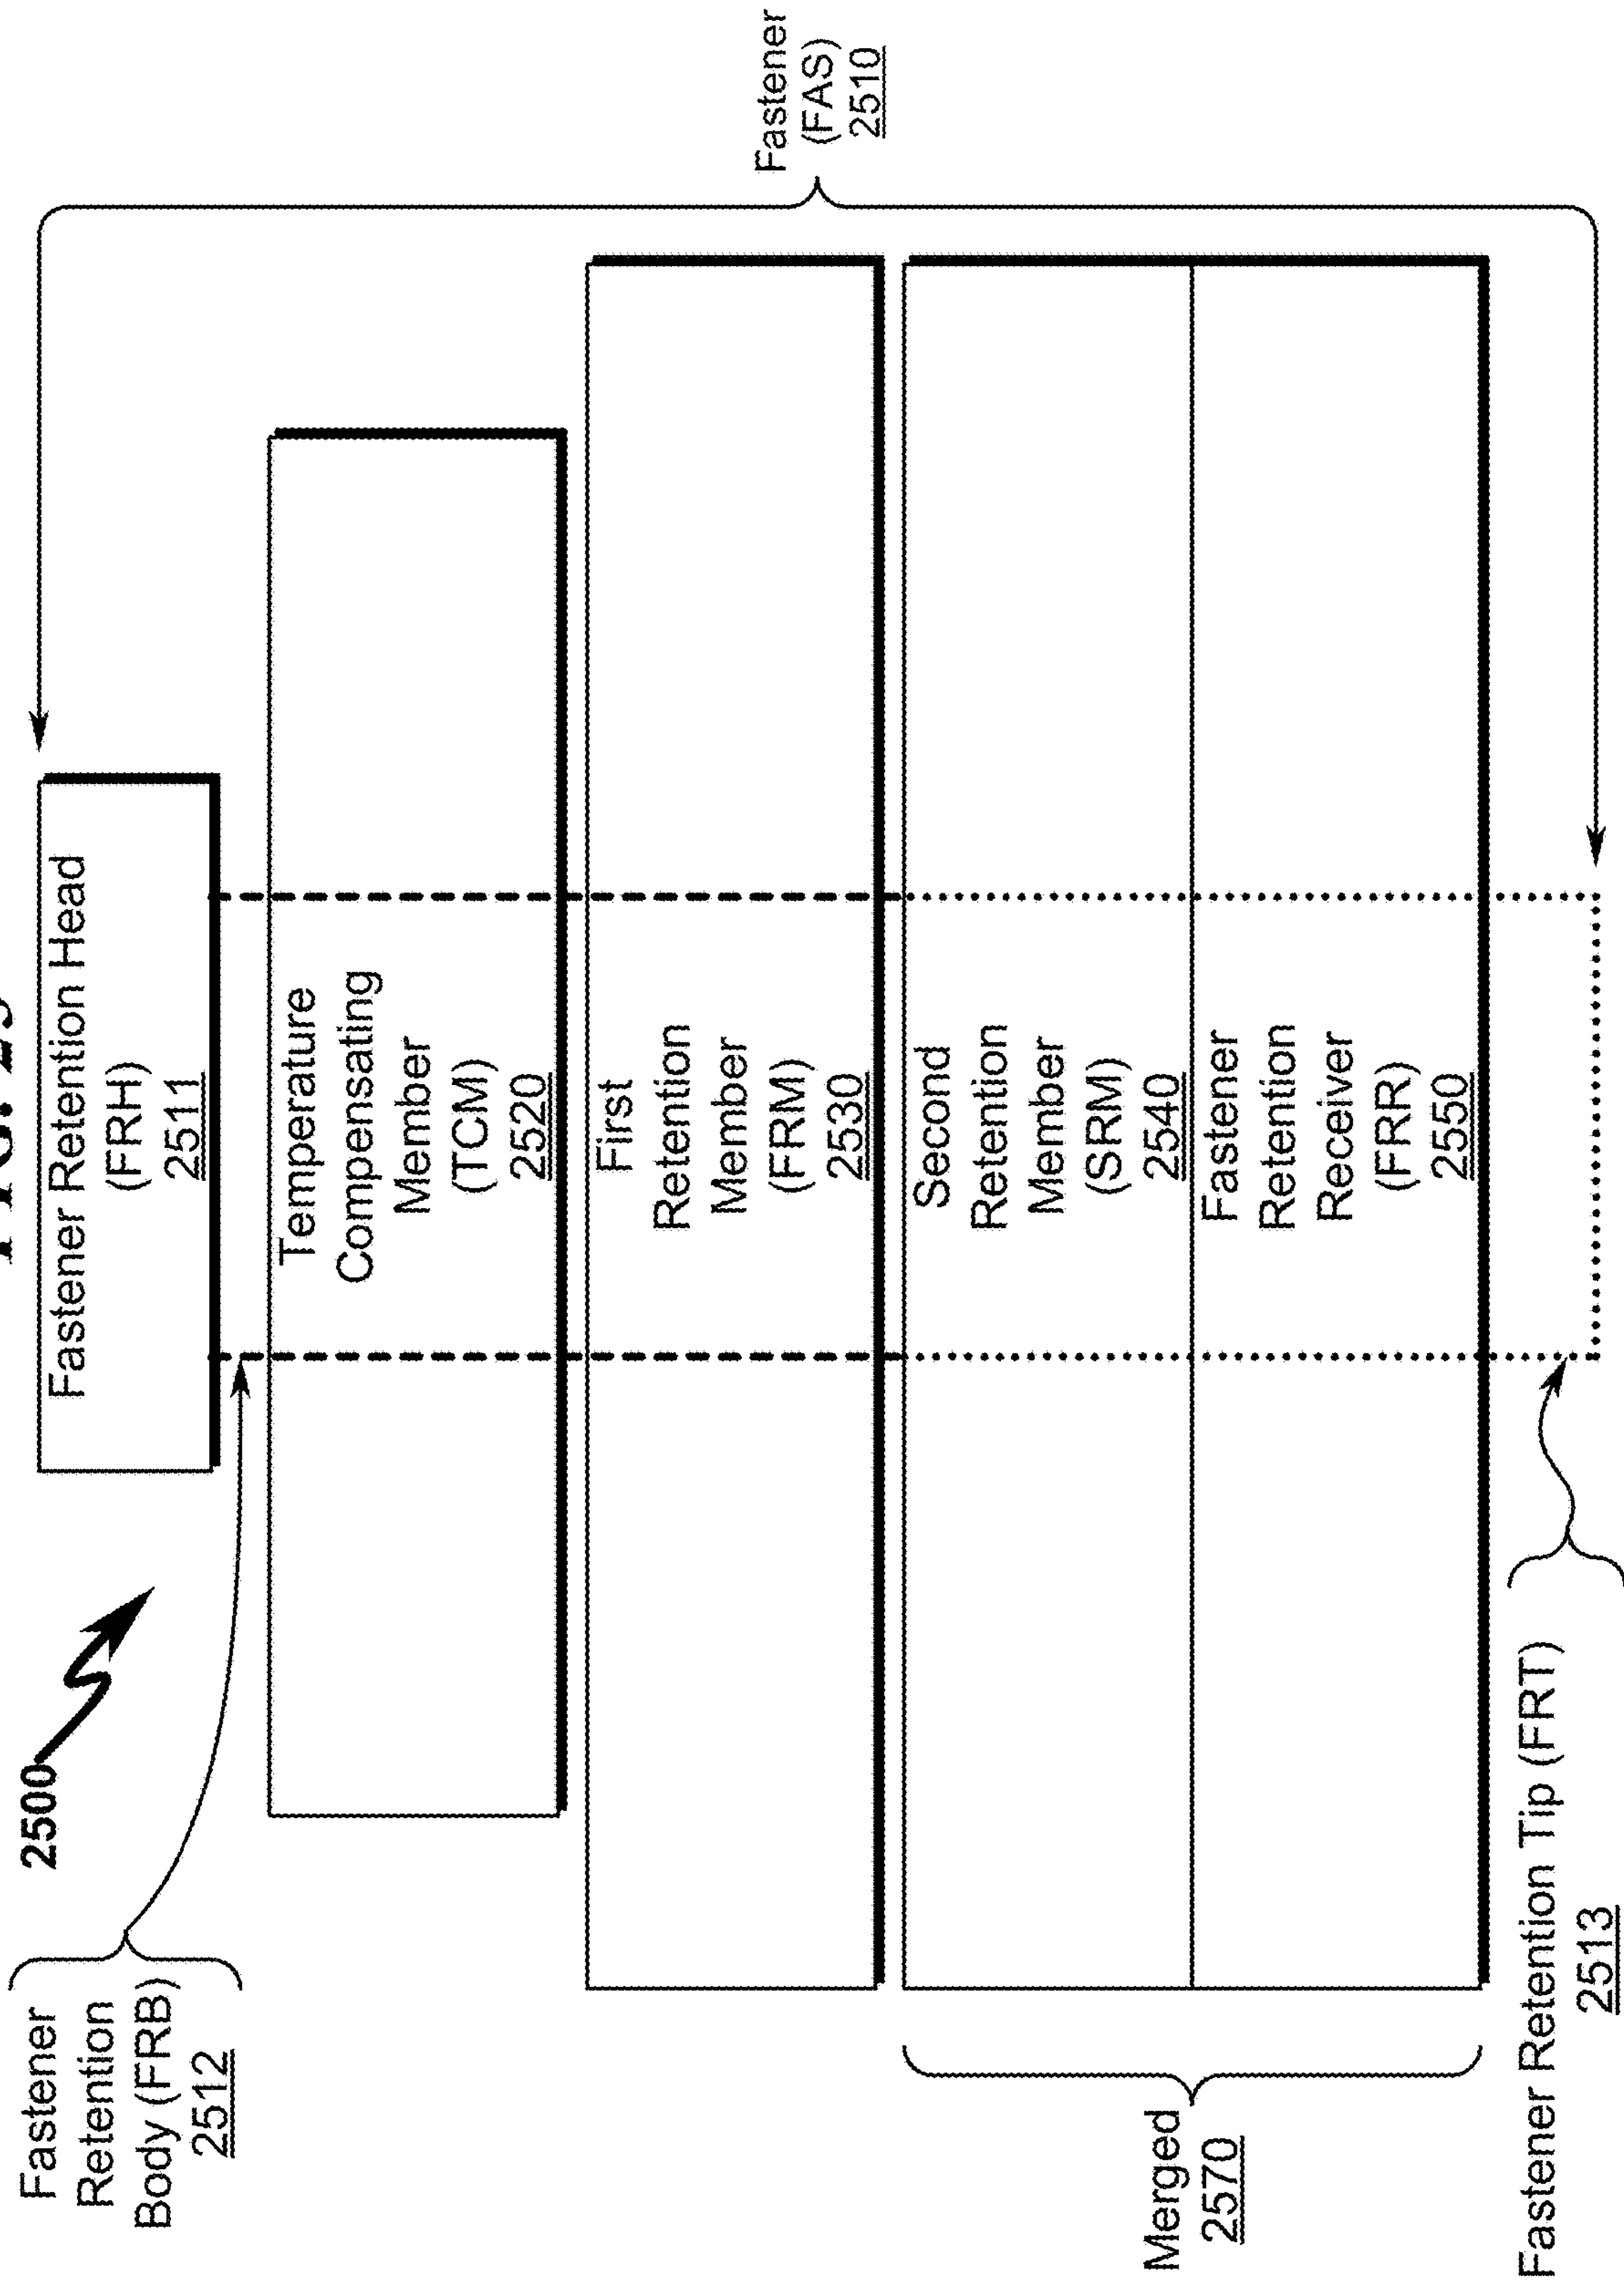 Fastener
Retention
Body (FRB)
2512
2500
Fastener Retention Head
(FRH)
2511
Temperature
Compensating
Member
(TCM)
2520
First
Retention
Member
(FRM)
2530
Fastener
(FAS)
2510
Second
Retention
Member
(SRM)
2540
Merged
2570
Fastener
Retention
Receiver
(FRR)
2550
Fastener Retention Tip (FRT)
2513